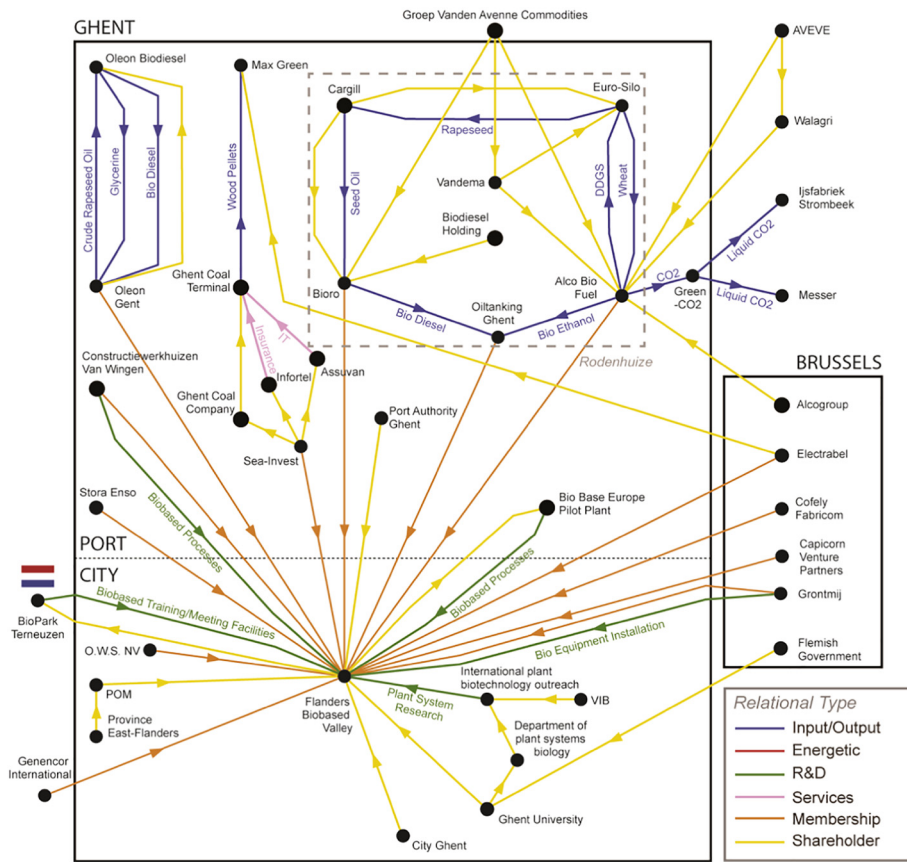 Groep Vanden Avenne Commodities
GHENT
AVEVE
Oleon Biodiesel
Max Green
Cargill
Euro-Silo
Rapeseed
Walagri
Crude Rapeseed Oil
Glycerine
Bio Diesel
Wood Pellets
Seed Oil
DDGS
Wheat
Vandema
Ijsfabriek
Strombeek
Biodiesel
Holding
Liquid CO2
CO2
Ghent Coal
Terminal
Oleon
Gent
Bioro
Oiltanking
Ghent
Alco Bio
Fuel
Green
-CO2
Liquid CO2
Messer
Bio Diesel
Bio Ethanol
Insurance
IT
Rodenhuize
Constructiewerkhuizen
Van Wingen
Infortel
Assuvan
BRUSSELS
Ghent Coal
Company
Port Authority
Ghent
Alcogroup
Sea-Invest
Electrabel
Stora Enso
Biobased Processes
Bio Base Europe
Pilot Plant
Cofely
Fabricom
PORT
CITY
Biobased Processes
Capicorn
Venture
Partners
Biobased Training/Meeting Facilities
Grontmij
BioPark
Terneuzen
Bio Equipment Installation
O.W.S. NV
Flemish
Government
International plant
biotechnology outreach
POM
Flanders
Biobased
Valley
Plant System
Research
VIB
Province
East-Flanders
Department of
plant systems
biology
Genencor
International
Ghent University
City Ghent
Relational Type
Input/Output
Energetic
R&D
Services
Membership
Shareholder